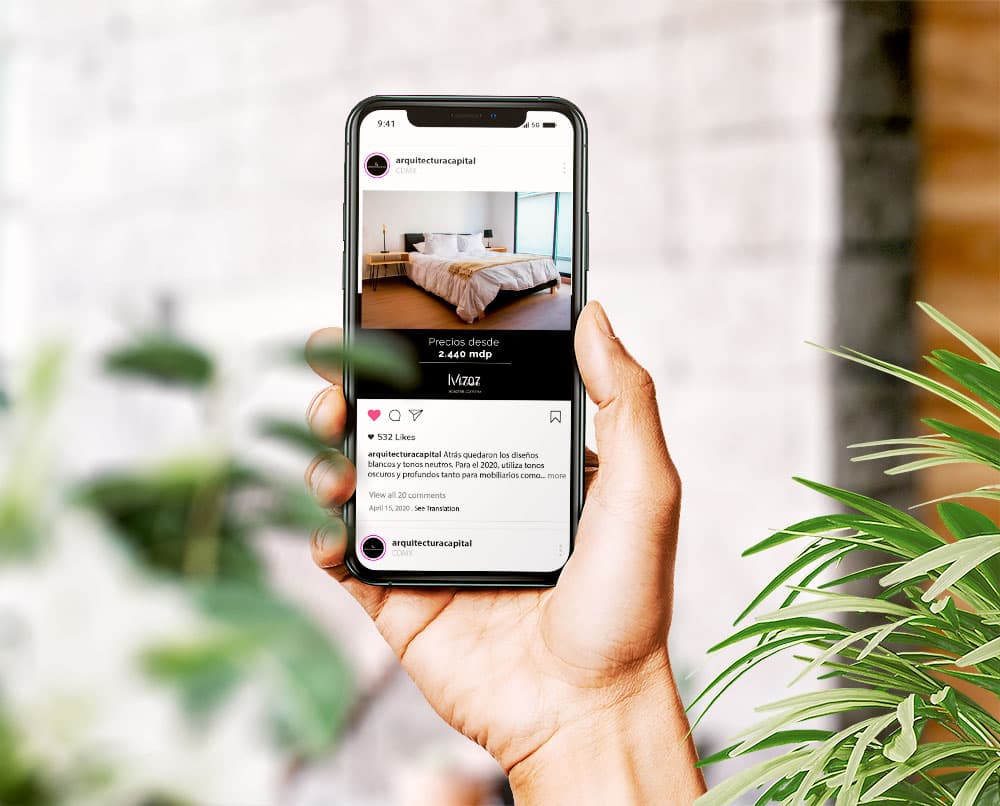 9:41
5G
arquitecturacapital
CDMX
Precios desde
2.440 mdp
532 Likes
arquitecturacapital Atrás quedaron los diseños
blancos y tonos neutros. Para el 2020, utiliza tonos
oscuros y profundos tanto para mobiliarios como... more
View all 20 comments
April 15, 2020 . See Translation
arquitecturacapital
CDMX